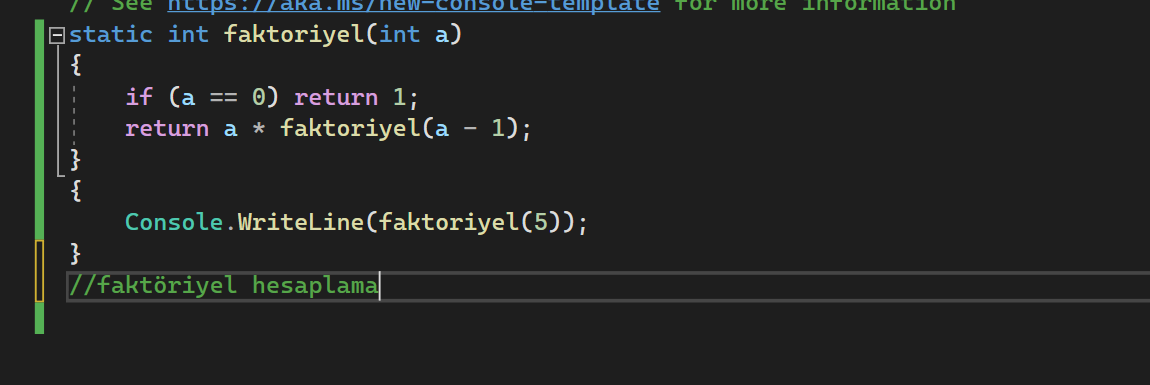 // See https://aka.ms/new-console-template for more information
static int faktoriyel(int a)
{
if (a == 0) return 1;
return a * faktoriyel(a - 1);
}
{
Console.WriteLine(faktoriyel(5));
}
//faktöriyel hesaplama